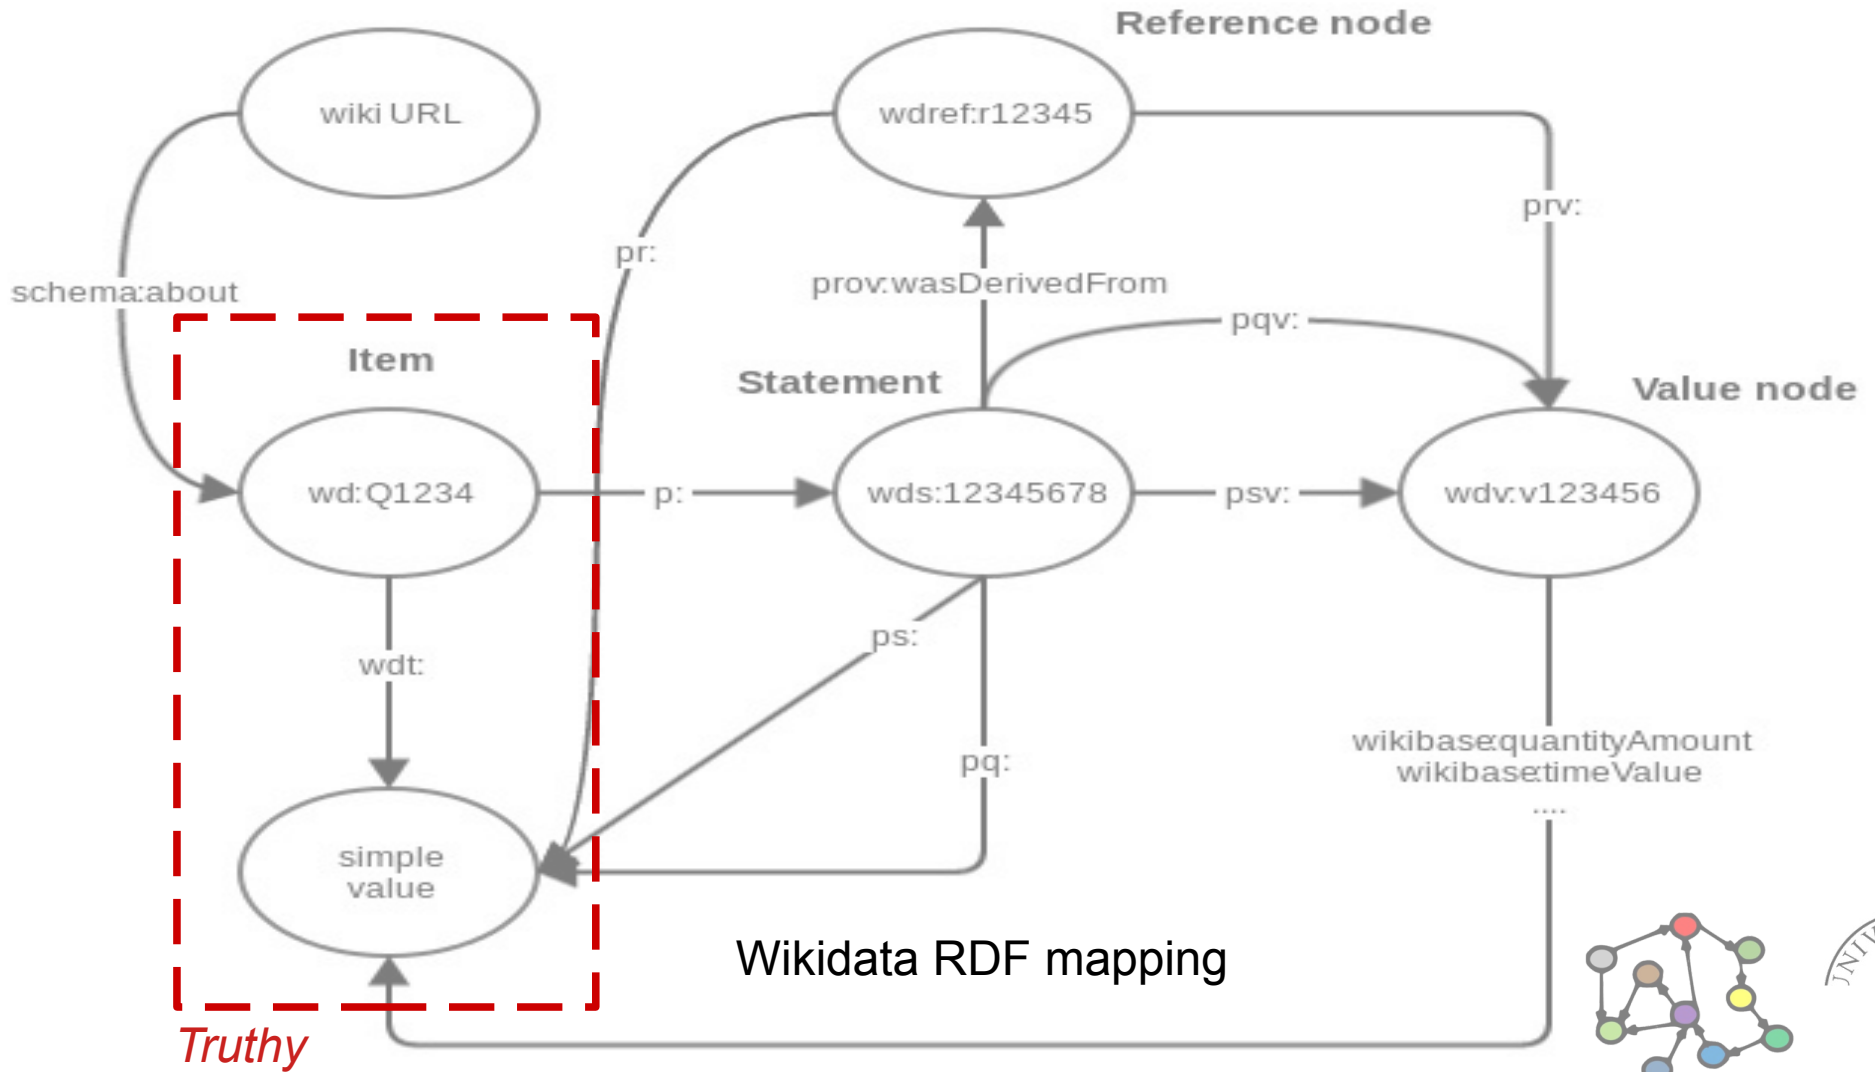 Reference node
wiki URL
wdref:r12345
prv:
pr:
prov:wasDerivedFrom
schema:about
pqv:
Item
Statement
Value node
wd:Q1234
p:
wds:12345678
psv:
wdv:v123456
ps:
wdt:
pq:
wikibase:quantityAmount
wikibase:timeValue
....
simple
value
Wikidata RDF mapping
Truthy